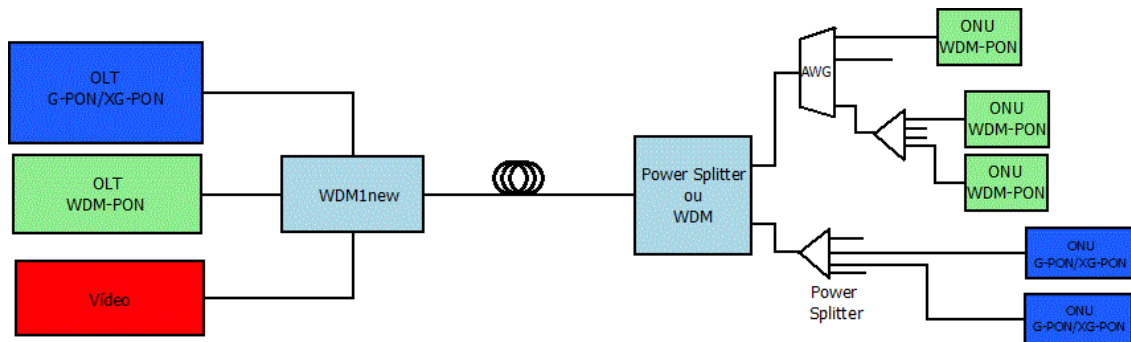 OLT
G-PON/XG-PON
OLT
WDM-PON
Vídeo
WDM1new
Power Splitter
ou
WDM
AWG
ONU
WDM-PON
ONU
WDM-PON
ONU
WDM-PON
Power
Splitter
ONU
G-PON/XG-PON
ONU
G-PON/XG-PON